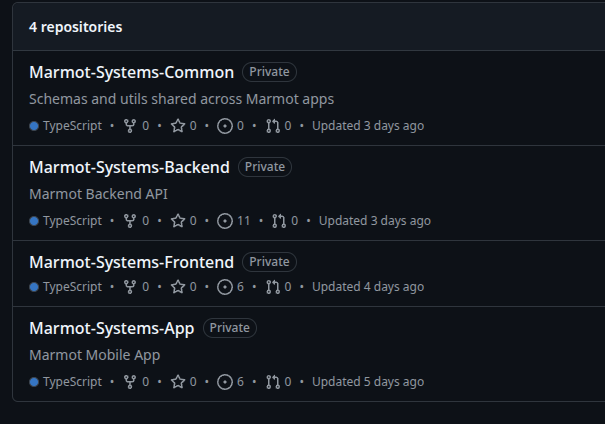 4 repositories
Marmot-Systems-Common Private
Schemas and utils shared across Marmot apps
TypeScript • 0 • 0 • 0 • 0 • Updated 3 days ago
Marmot-Systems-Backend Private
Marmot Backend API
TypeScript • 0 • 0 • 11 • 0 • Updated 3 days ago
Marmot-Systems-Frontend Private
TypeScript • 0 • 0 • 6 • 0 • Updated 4 days ago
Marmot-Systems-App Private
Marmot Mobile App
TypeScript • 0 • 0 • 6 • 0 • Updated 5 days ago